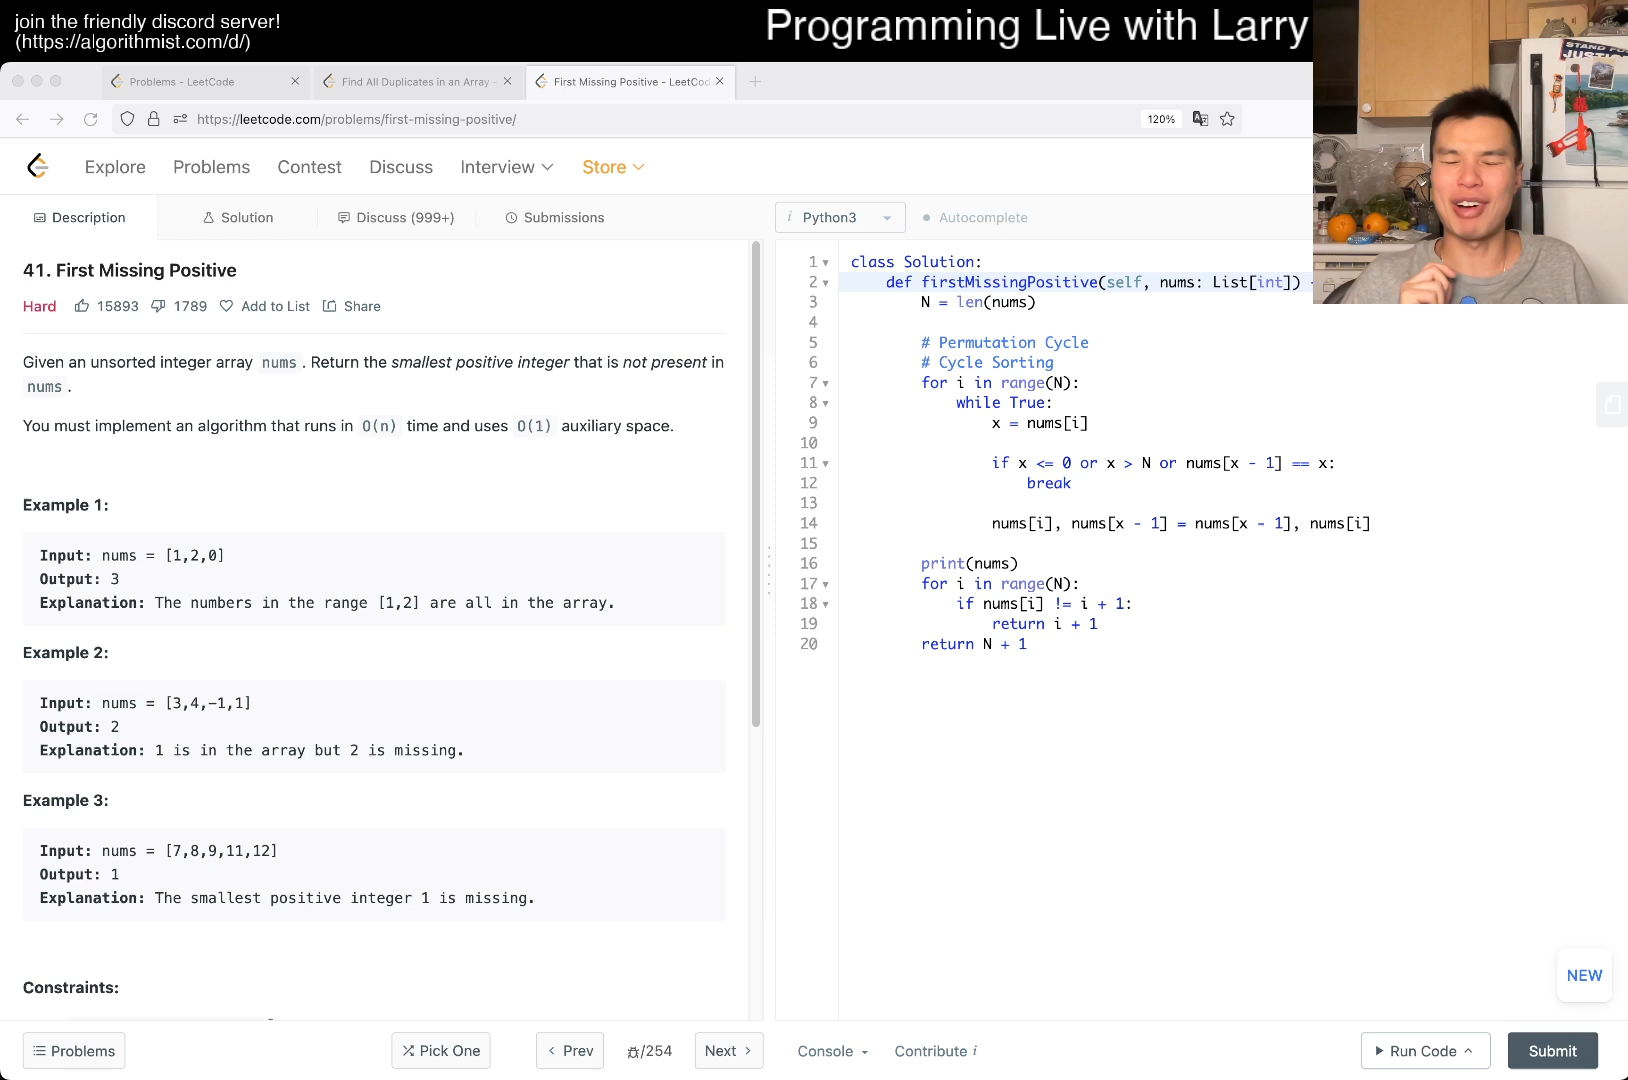 join the friendly discord server!
(https://algorithmist.com/d/)
Programming Live with Larry
Problems - LeetCode
Find All Duplicates in an Array -
First Missing Positive - LeetCod
https://leetcode.com/problems/first-missing-positive/
120%
Explore Problems Contest Discuss Interview Store
Description Solution Discuss (999+) Submissions
i Python3 Autocomplete
41. First Missing Positive
Hard 15893 1789 Add to List Share
Given an unsorted integer array nums . Return the smallest positive integer that is not present in
nums .
You must implement an algorithm that runs in O(n) time and uses O(1) auxiliary space.
Example 1:
Input: nums = [1,2,0]
Output: 3
Explanation: The numbers in the range [1,2] are all in the array.
Example 2:
Input: nums = [3,4,-1,1]
Output: 2
Explanation: 1 is in the array but 2 is missing.
Example 3:
Input: nums = [7,8,9,11,12]
Output: 1
Explanation: The smallest positive integer 1 is missing.
Constraints:
1 class Solution:
2 def firstMissingPositive(self, nums: List[int]) -
3 N = len(nums)
4
5 # Permutation Cycle
6 # Cycle Sorting
7 for i in range(N):
8 while True:
9 x = nums[i]
10
11 if x <= 0 or x > N or nums[x - 1] == x:
12 break
13
14 nums[i], nums[x - 1] = nums[x - 1], nums[i]
15
16 print(nums)
17 for i in range(N):
18 if nums[i] != i + 1:
19 return i + 1
20 return N + 1
NEW
Problems Pick One Prev /254 Next Console Contribute i Run Code Submit